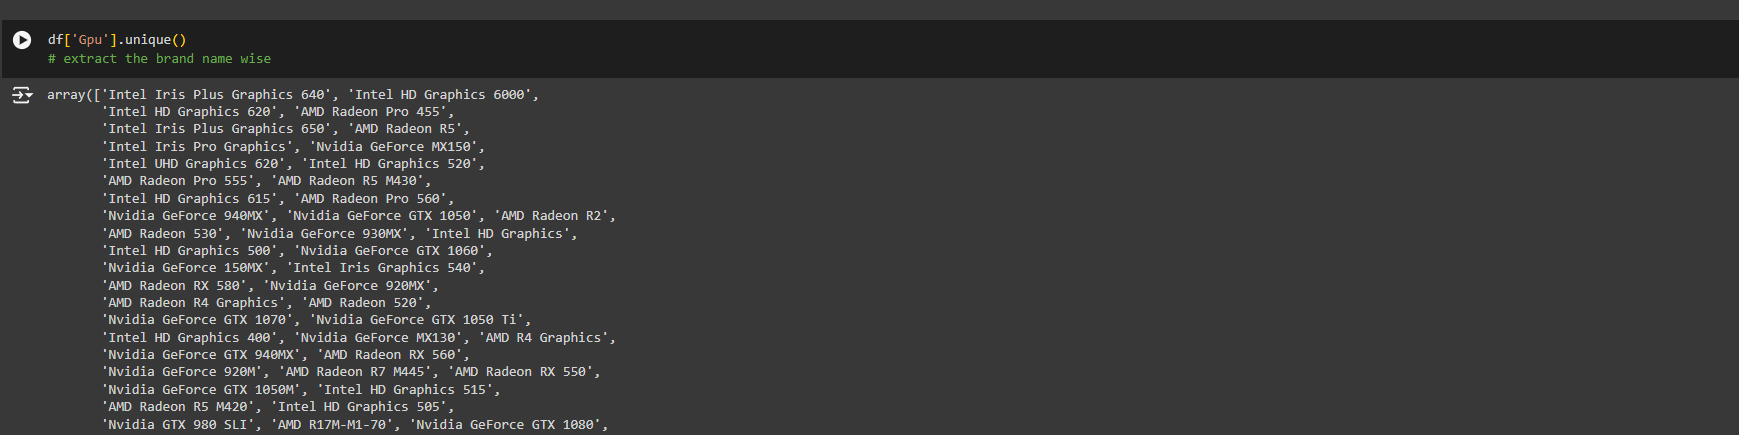 df['Gpu'].unique()
# extract the brand name wise
array(['Intel Iris Plus Graphics 640', 'Intel HD Graphics 6000',
'Intel HD Graphics 620', 'AMD Radeon Pro 455',
'Intel Iris Plus Graphics 650', 'AMD Radeon R5',
'Intel Iris Pro Graphics', 'Nvidia GeForce MX150',
'Intel UHD Graphics 620', 'Intel HD Graphics 520',
'AMD Radeon Pro 555', 'AMD Radeon R5 M430',
'Intel HD Graphics 615', 'AMD Radeon Pro 560',
'Nvidia GeForce 940MX', 'Nvidia GeForce GTX 1050', 'AMD Radeon R2',
'AMD Radeon 530', 'Nvidia GeForce 930MX', 'Intel HD Graphics',
'Intel HD Graphics 500', 'Nvidia GeForce GTX 1060',
'Nvidia GeForce 150MX', 'Intel Iris Graphics 540',
'AMD Radeon RX 580', 'Nvidia GeForce 920MX',
'AMD Radeon R4 Graphics', 'AMD Radeon 520',
'Nvidia GeForce GTX 1070', 'Nvidia GeForce GTX 1050 Ti',
'Intel HD Graphics 400', 'Nvidia GeForce MX130', 'AMD R4 Graphics',
'Nvidia GeForce GTX 940MX', 'AMD Radeon RX 560',
'Nvidia GeForce 920M', 'AMD Radeon R7 M445', 'AMD Radeon RX 550',
'Nvidia GeForce GTX 1050M', 'Intel HD Graphics 515',
'AMD Radeon R5 M420', 'Intel HD Graphics 505',
'Nvidia GTX 980 SLI', 'AMD R17M-M1-70', 'Nvidia GeForce GTX 1080',